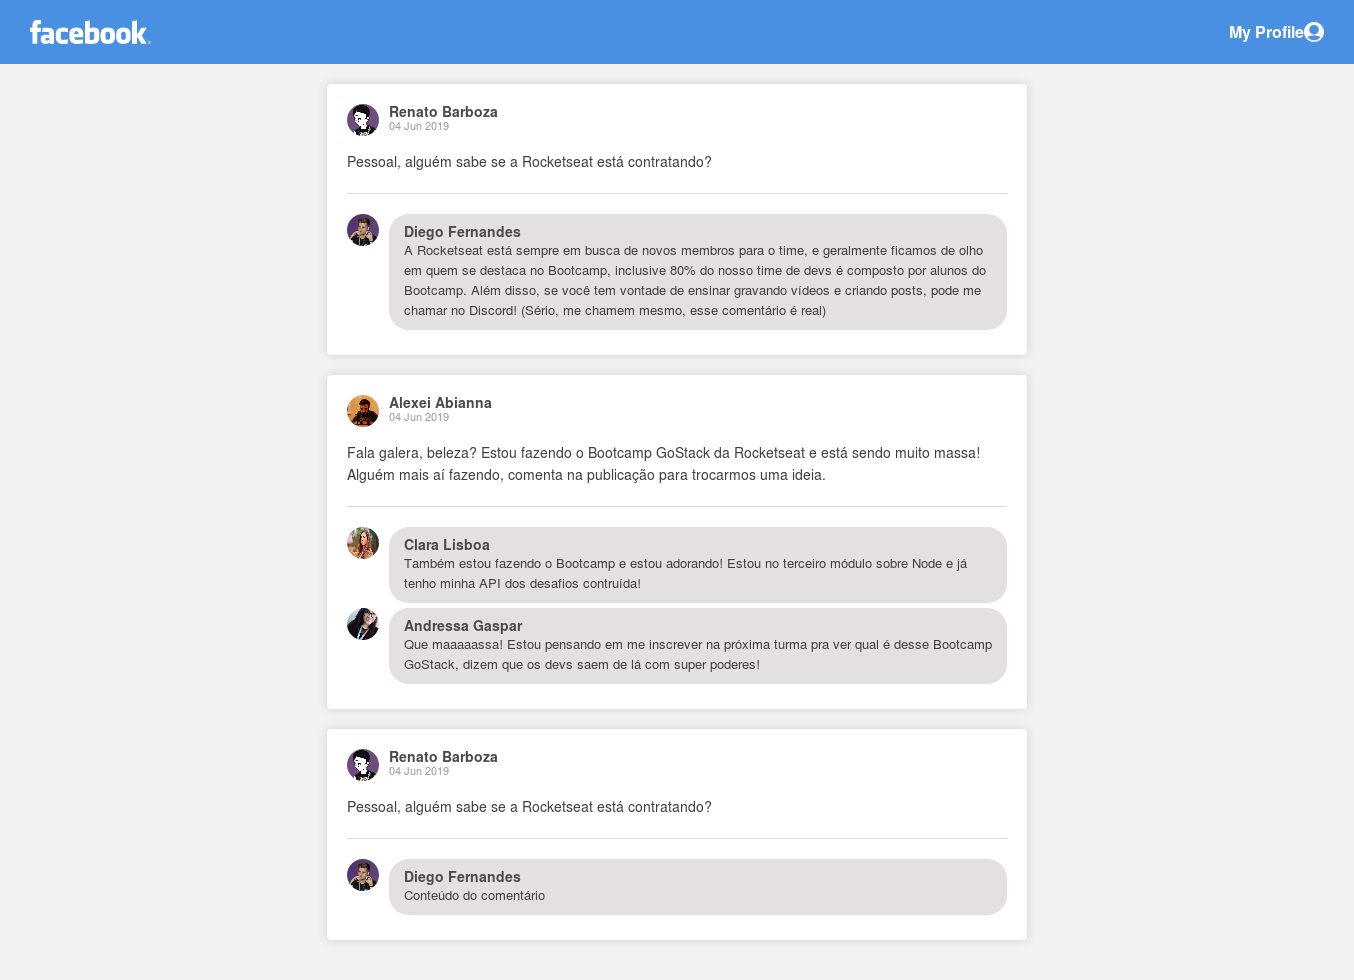 facebook.
My Profile
Renato Barboza
04 Jun 2019
Pessoal, alguém sabe se a Rocketseat está contratando?
Diego Fernandes
A Rocketseat está sempre em busca de novos membros para o time, e geralmente ficamos de olho
em quem se destaca no Bootcamp, inclusive 80% do nosso time de devs é composto por alunos do
Bootcamp. Além disso, se você tem vontade de ensinar gravando vídeos e criando posts, pode me
chamar no Discord! (Sério, me chamem mesmo, esse comentário é real)
Alexei Abianna
04 Jun 2019
Fala galera, beleza? Estou fazendo o Bootcamp GoStack da Rocketseat e está sendo muito massa!
Alguém mais aí fazendo, comenta na publicação para trocarmos uma ideia.
Clara Lisboa
Também estou fazendo o Bootcamp e estou adorando! Estou no terceiro módulo sobre Node e já
tenho minha API dos desafios contruída!
Andressa Gaspar
Que maaaaassa! Estou pensando em me inscrever na próxima turma pra ver qual é desse Bootcamp
GoStack, dizem que os devs saem de lá com super poderes!
Renato Barboza
04 Jun 2019
Pessoal, alguém sabe se a Rocketseat está contratando?
Diego Fernandes
Conteúdo do comentário